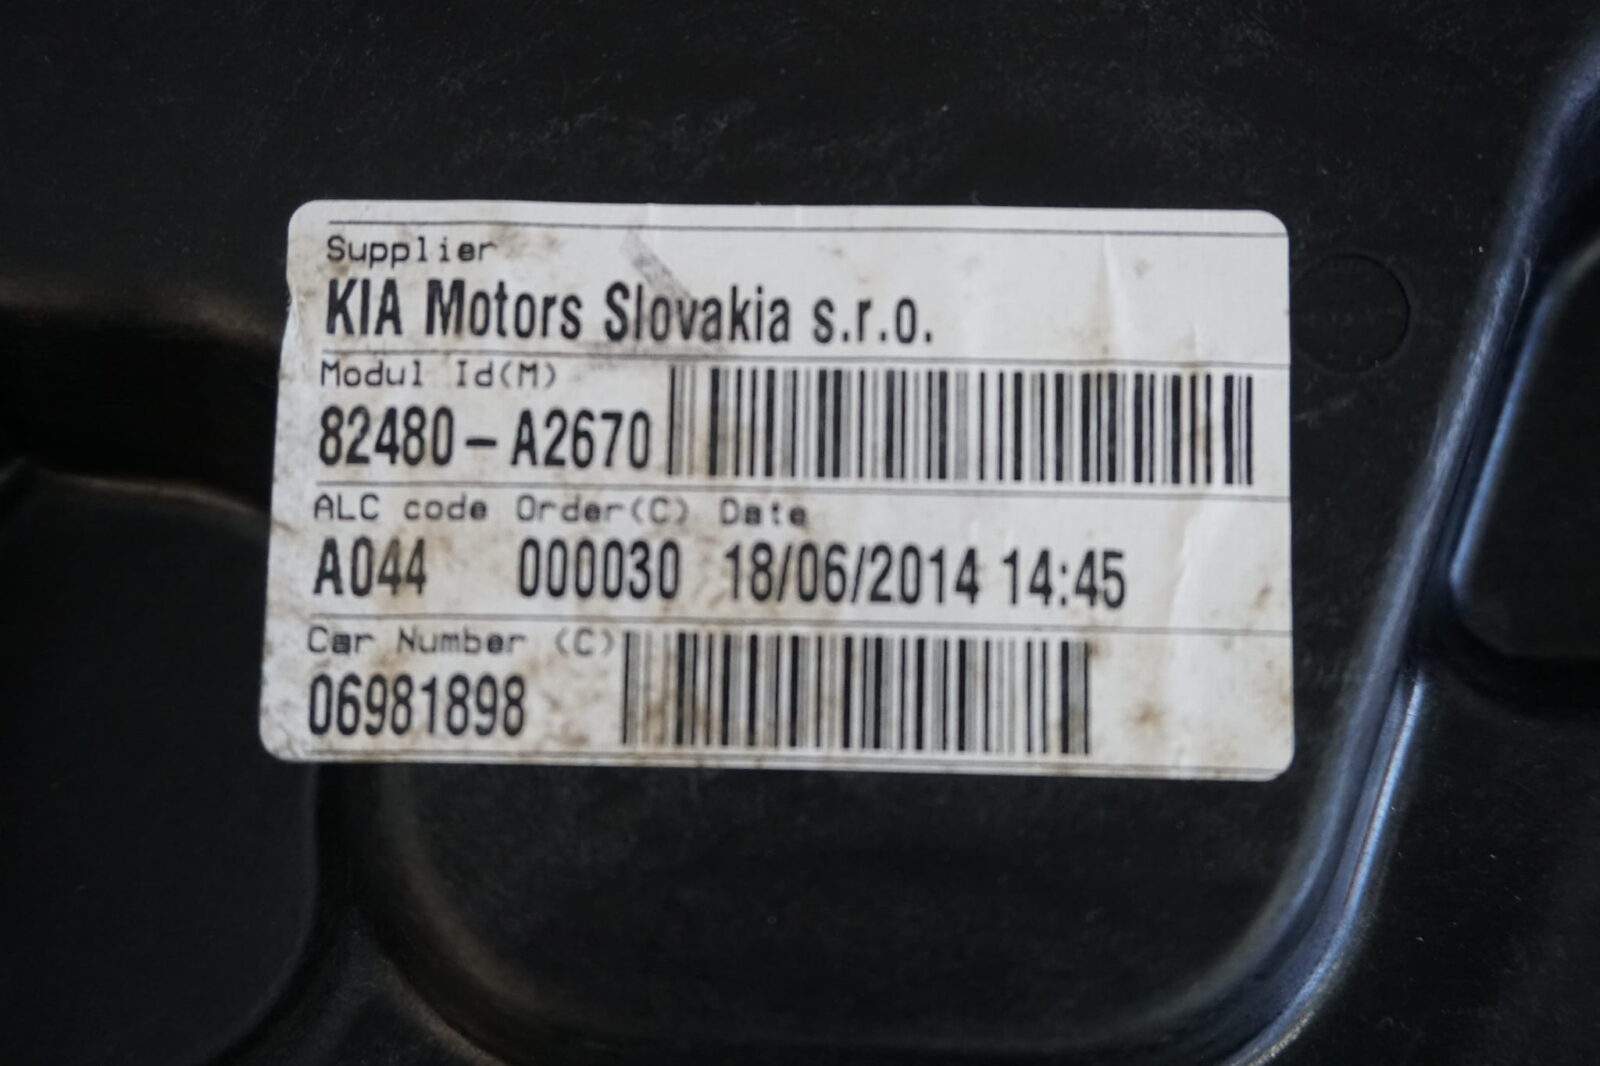 Supplier
KIA Motors Slovakia s.r.o.
Modul Id(M)
82480-A2670
ALC code Order(C) Date
A044 000030 18/06/2014 14:45
Car Number (C)
06981898